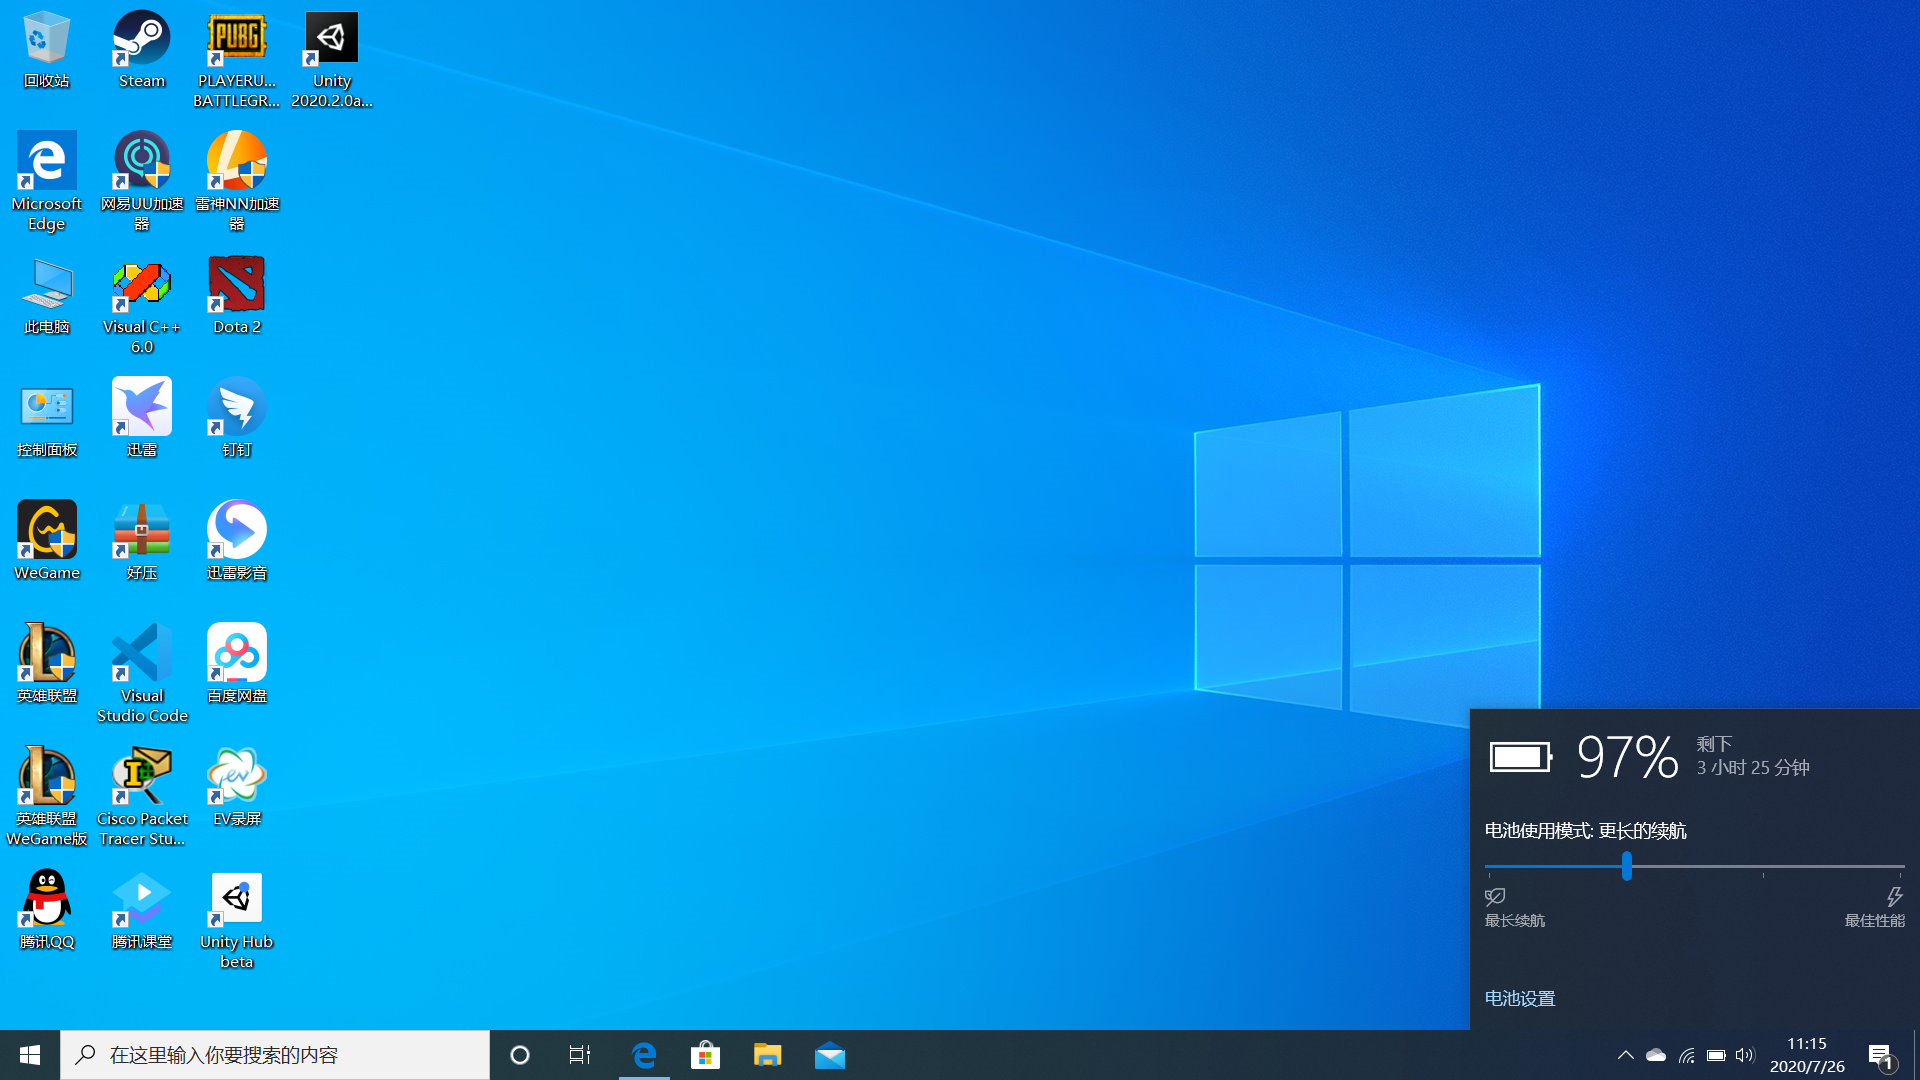 回收站
Steam
PUBG
PLAYERU...
BATTLEGR...
Unity
2020.2.0a...
Microsoft
Edge
网易UU加速
器
雷神NN加速
器
此电脑
Visual C++
6.0
Dota 2
控制面板
迅雷
钉钉
WeGame
好压
迅雷影音
英雄联盟
Visual
Studio Code
百度网盘
英雄联盟
WeGame版
Cisco Packet
Tracer Stu...
EV录屏
腾讯QQ
腾讯课堂
Unity Hub
beta
97%
剩下
3 小时 25 分钟
电池使用模式: 更长的续航
最长续航
最佳性能
电池设置
在这里输入你要搜索的内容
11:15
2020/7/26
1